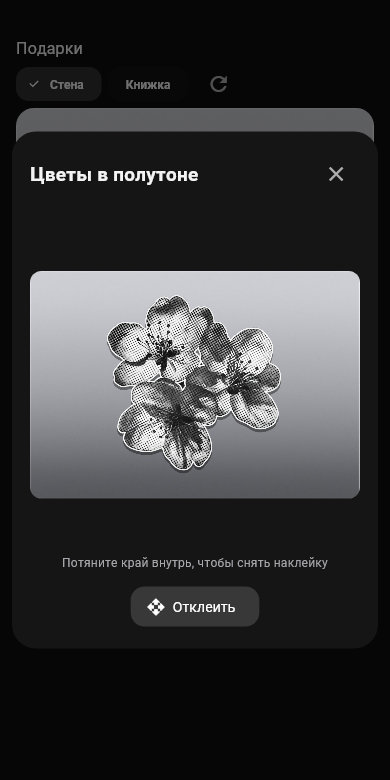 Подарки
Стена
Книжка
Цветы в полутоне
Потяните край внутрь, чтобы снять наклейку
Отклеить